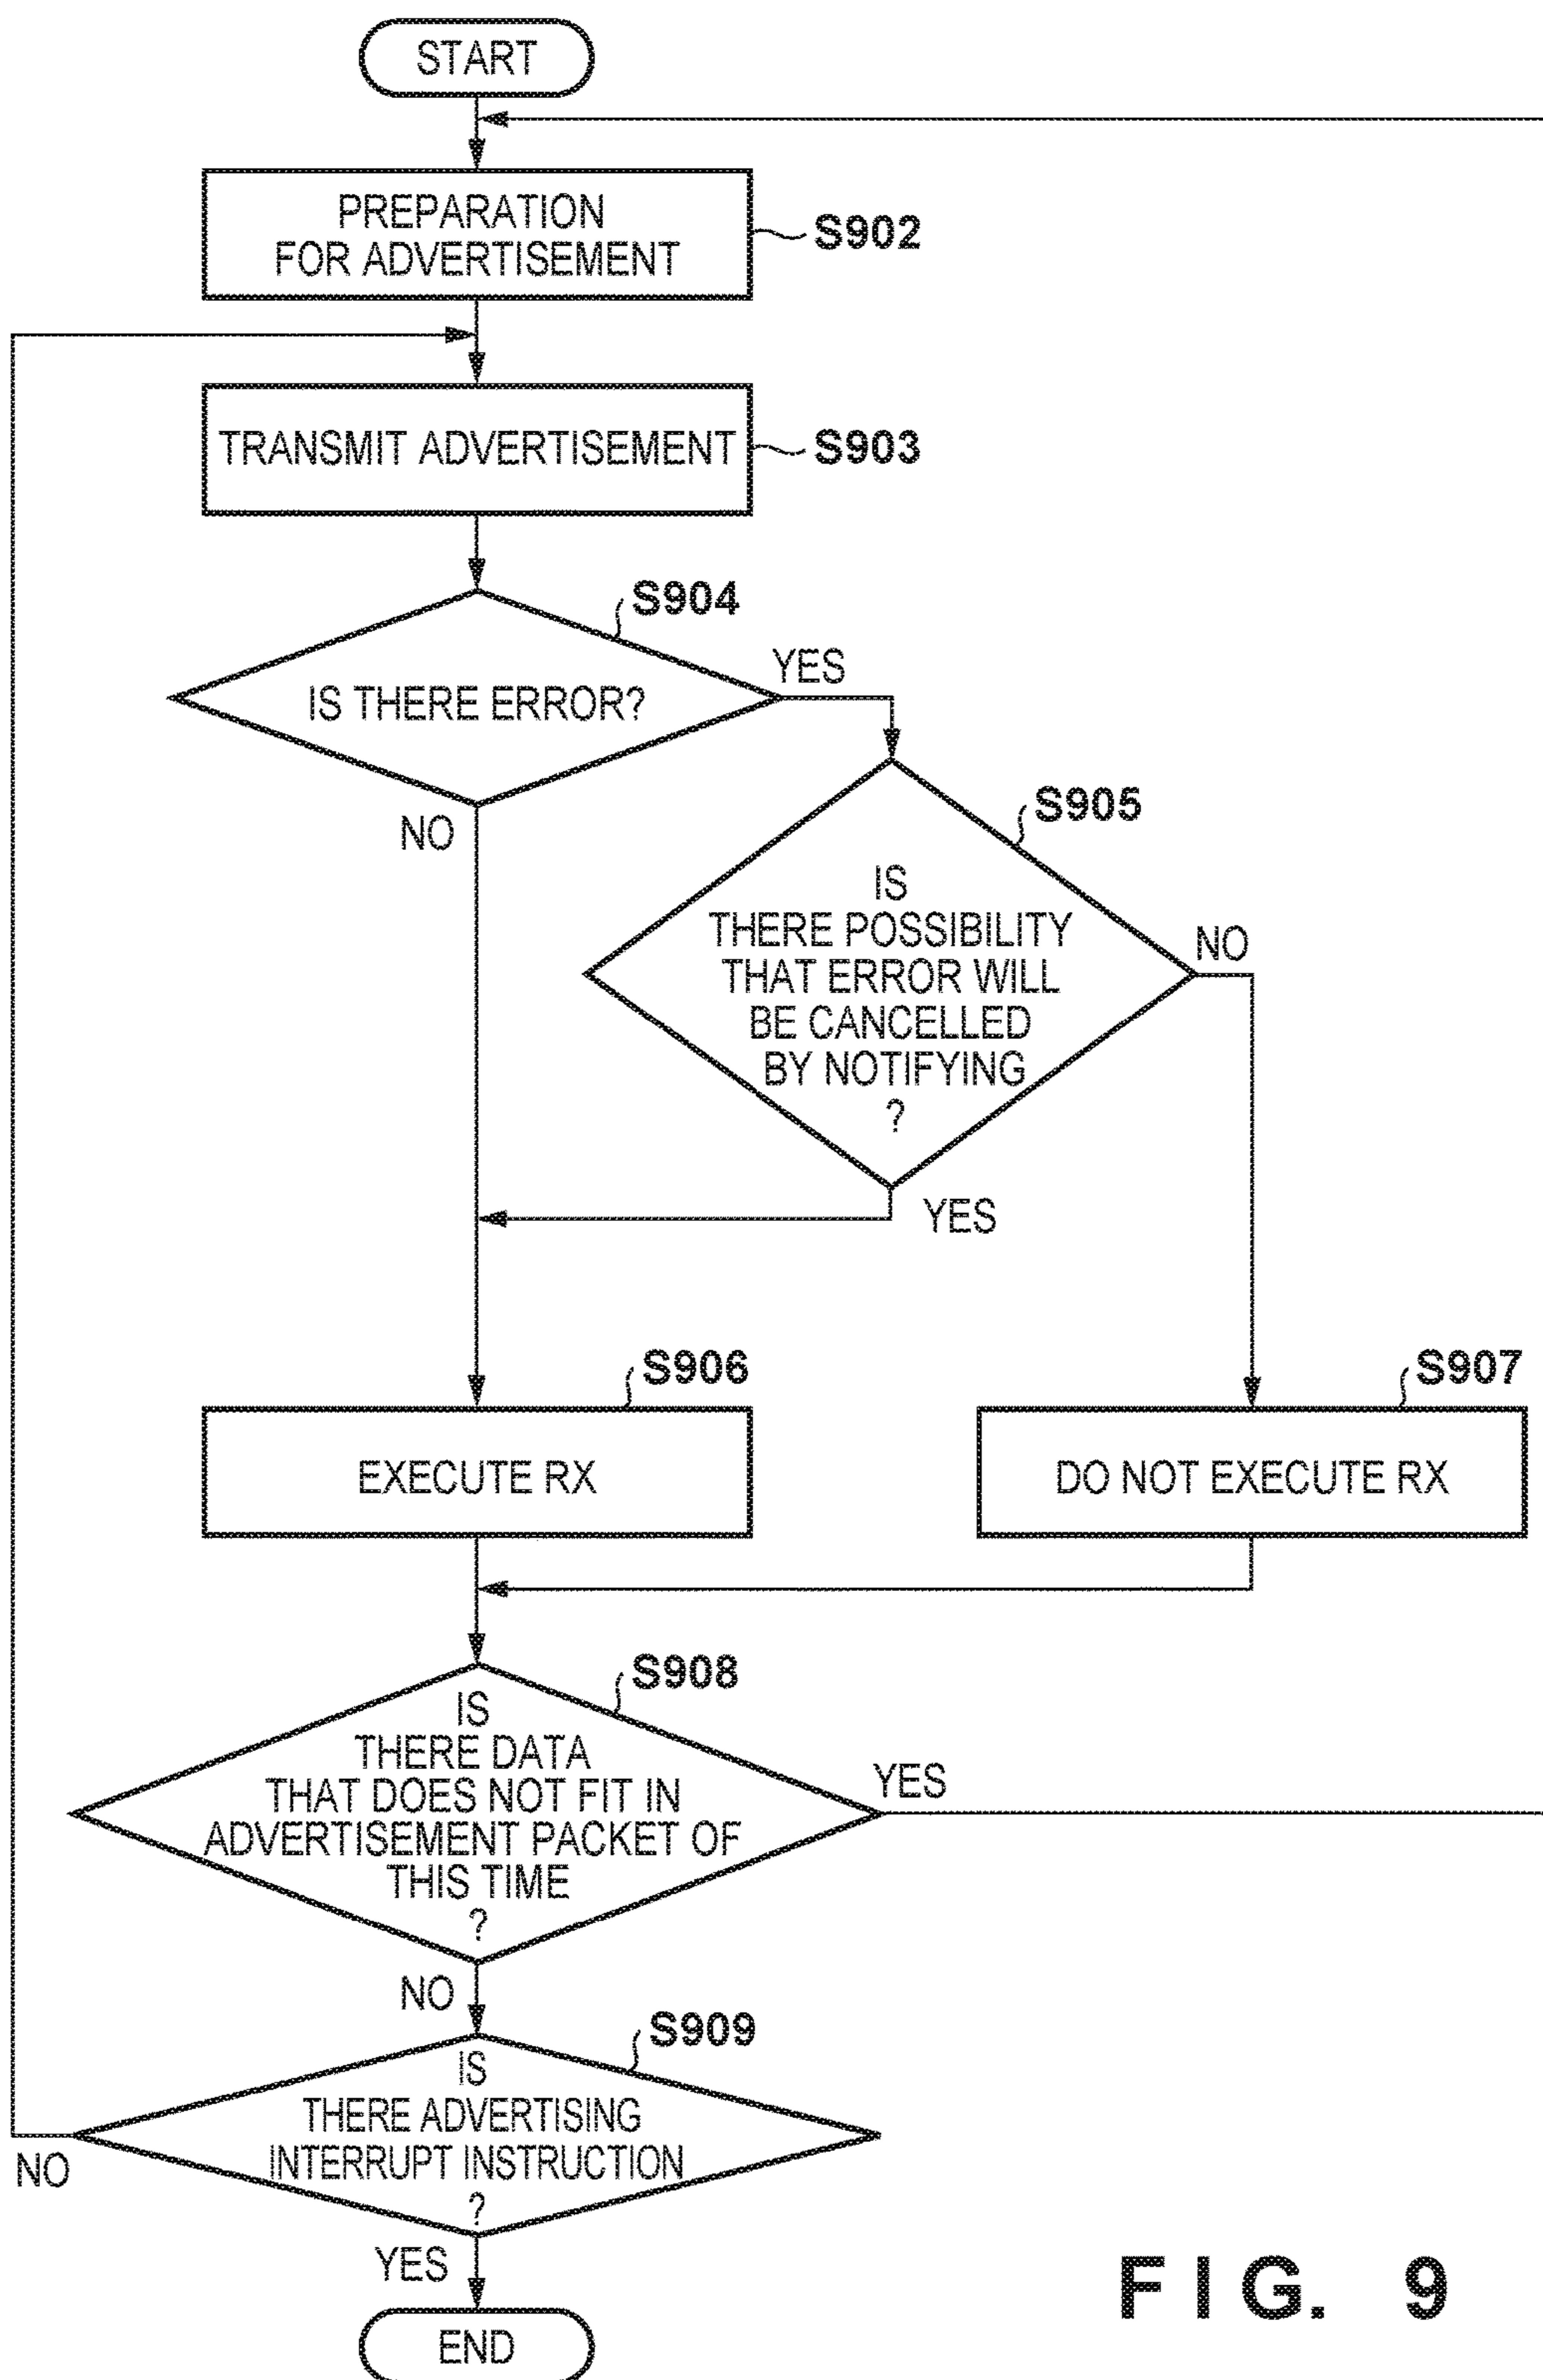 START
PREPARATION
FOR ADVERTISEMENT
S902
TRANSMIT ADVERTISEMENT
S903
S904
IS THERE ERROR?
YES
NO
S905
IS
THERE POSSIBILITY
THAT ERROR WILL
BE CANCELLED
BY NOTIFYING
?
NO
YES
S906
EXECUTE RX
S907
DO NOT EXECUTE RX
S908
IS
THERE DATA
THAT DOES NOT FIT IN
ADVERTISEMENT PACKET OF
THIS TIME
?
YES
NO
S909
IS
THERE ADVERTISING
INTERRUPT INSTRUCTION
?
NO
YES
END
FIG. 9